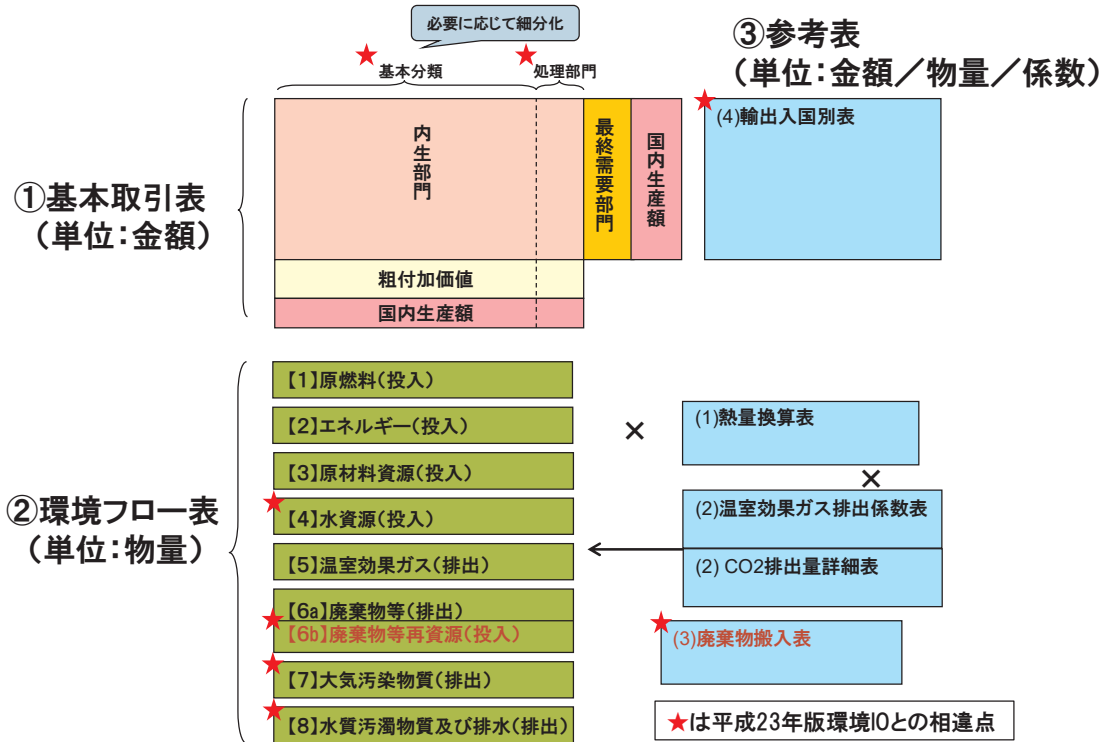 必要に応じて細分化
基本分類
処理部門
③参考表
(単位:金額/物量/係数)
①基本取引表
(単位:金額)
内生部門
最終需要部門
国内生産額
(4)輸出入国別表
粗付加価値
国内生産額
②環境フロー表
(単位:物量)
【1】原燃料(投入)
【2】エネルギー(投入)
【3】原材料資源(投入)
【4】水資源(投入)
【5】温室効果ガス(排出)
【6a】廃棄物等(排出)
【6b】廃棄物等再資源(投入)
【7】大気汚染物質(排出)
【8】水質汚濁物質及び排水(排出)
×
(1)熱量換算表
×
(2)温室効果ガス排出係数表
(2) CO2排出量詳細表
(3)廃棄物搬入表
★は平成23年版環境IOとの相違点